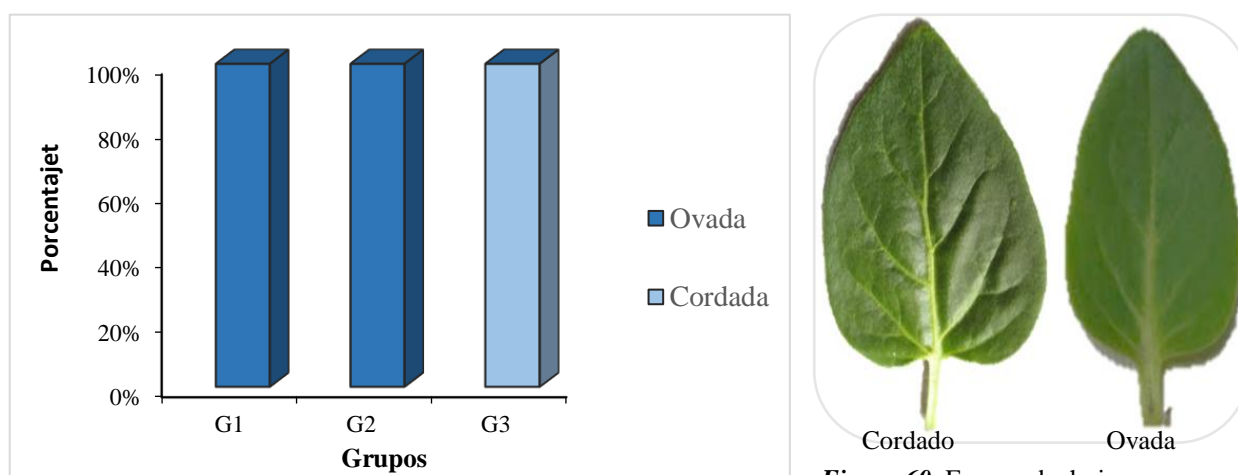 100%
80%
60%
40%
20%
0%
Porcentajet
G1 G2 G3
Grupos
Ovada
Cordada
Cordado Ovada